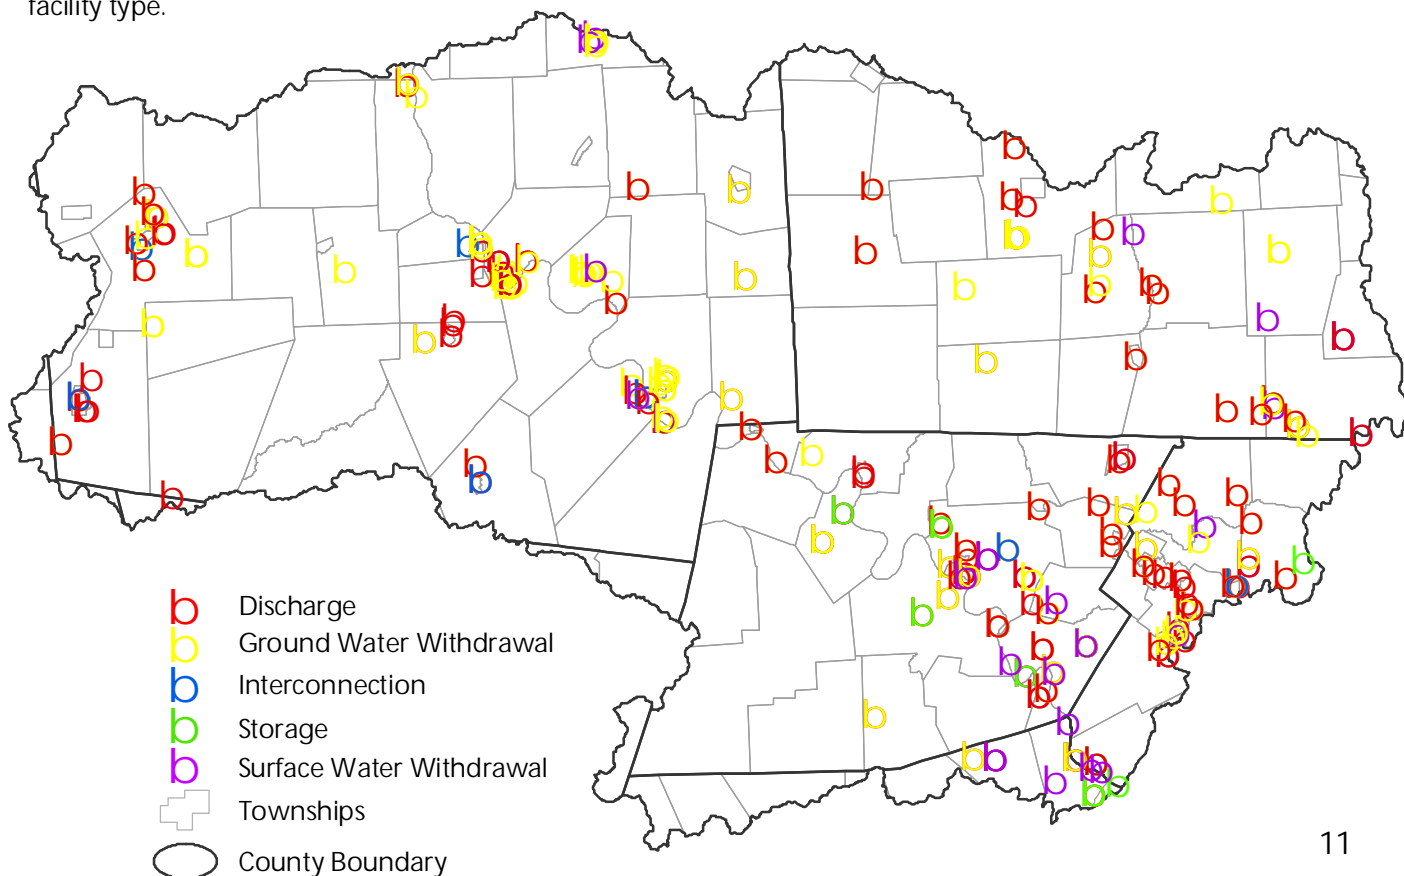 facility type.
b Discharge
b Ground Water Withdrawal
b Interconnection
b Storage
b Surface Water Withdrawal
Townships
County Boundary
11